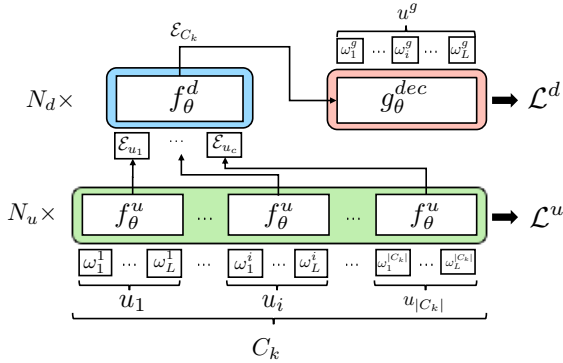 u^g
ℰ_{C_k}
ω_1^g ... ω_i^g ... ω_L^g
N_d× f_θ^d g_θ^{dec} ℒ^d
ℰ_{u_1} ... ℰ_{u_c}
N_u× f_θ^u ... f_θ^u ... f_θ^u ℒ^u
ω_1^1 ... ω_L^1 ... ω_1^i ... ω_L^i ... ω_1^{|C_k|} ... ω_L^{|C_k|}
u_1 u_i u_{|C_k|}
C_k